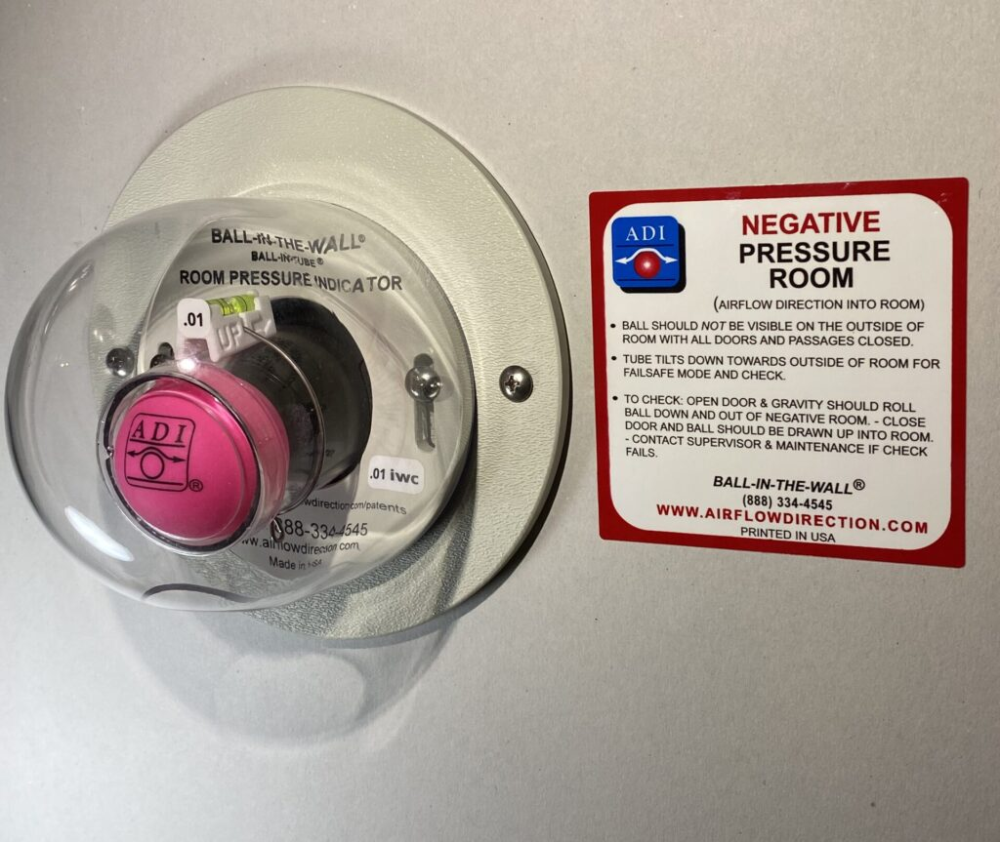 BALL-IN-THE-WALL®
BALL-IN-TUBE®
ROOM PRESSURE INDICATOR
.01
UP
ADI
®
.01 iwc
888-334-4545
www.airflowdirection.com
Made in USA
ADI
NEGATIVE
PRESSURE
ROOM
(AIRFLOW DIRECTION INTO ROOM)
• BALL SHOULD NOT BE VISIBLE ON THE OUTSIDE OF
ROOM WITH ALL DOORS AND PASSAGES CLOSED.
• TUBE TILTS DOWN TOWARDS OUTSIDE OF ROOM FOR
FAILSAFE MODE AND CHECK.
• TO CHECK: OPEN DOOR & GRAVITY SHOULD ROLL
BALL DOWN AND OUT OF NEGATIVE ROOM. - CLOSE
DOOR AND BALL SHOULD BE DRAWN UP INTO ROOM.
- CONTACT SUPERVISOR & MAINTENANCE IF CHECK
FAILS.
BALL-IN-THE-WALL®
(888) 334-4545
WWW.AIRFLOWDIRECTION.COM
PRINTED IN USA